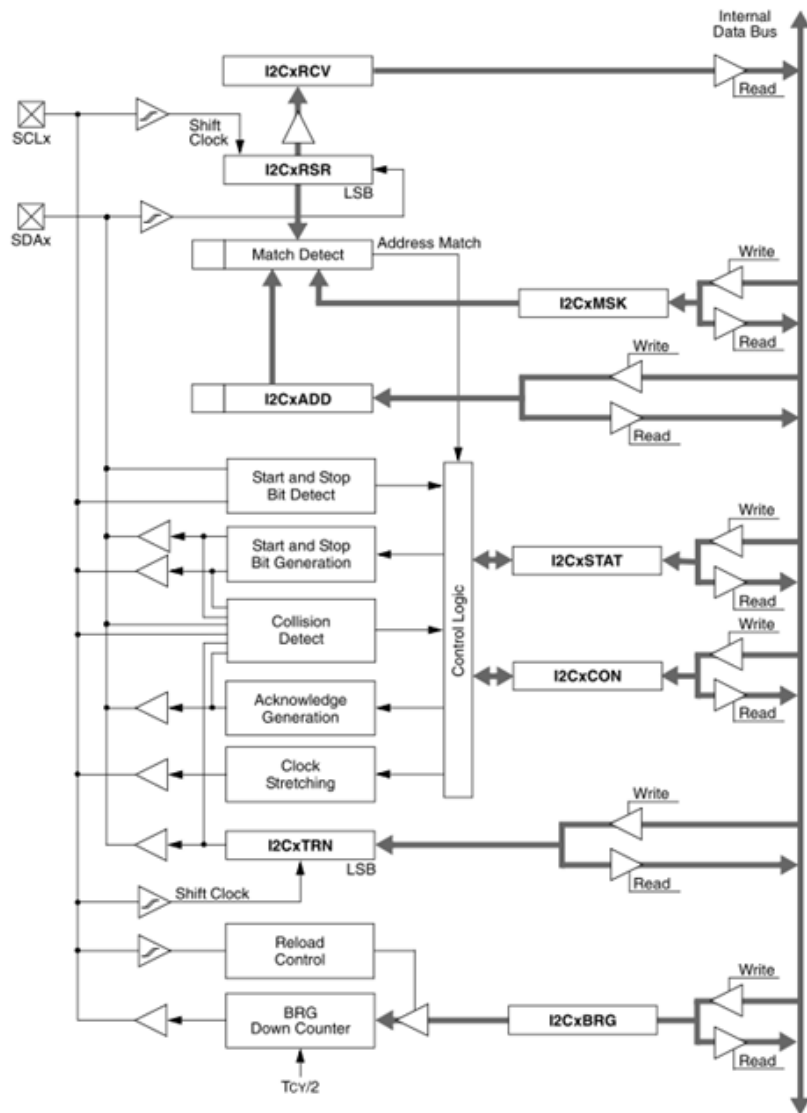 Internal
Data Bus
I2CxRCV
Read
SCLx
Shift
Clock
I2CxRSR
LSB
SDAx
Match Detect
Address Match
Write
I2CxMSK
Read
Write
I2CxADD
Read
Start and Stop
Bit Detect
Write
Start and Stop
Bit Generation
I2CxSTAT
Read
Collision
Detect
Control Logic
Write
I2CxCON
Read
Acknowledge
Generation
Clock
Stretching
Write
I2CxTRN
LSB
Read
Shift Clock
Reload
Control
Write
BRG
Down Counter
I2CxBRG
Read
TCY/2